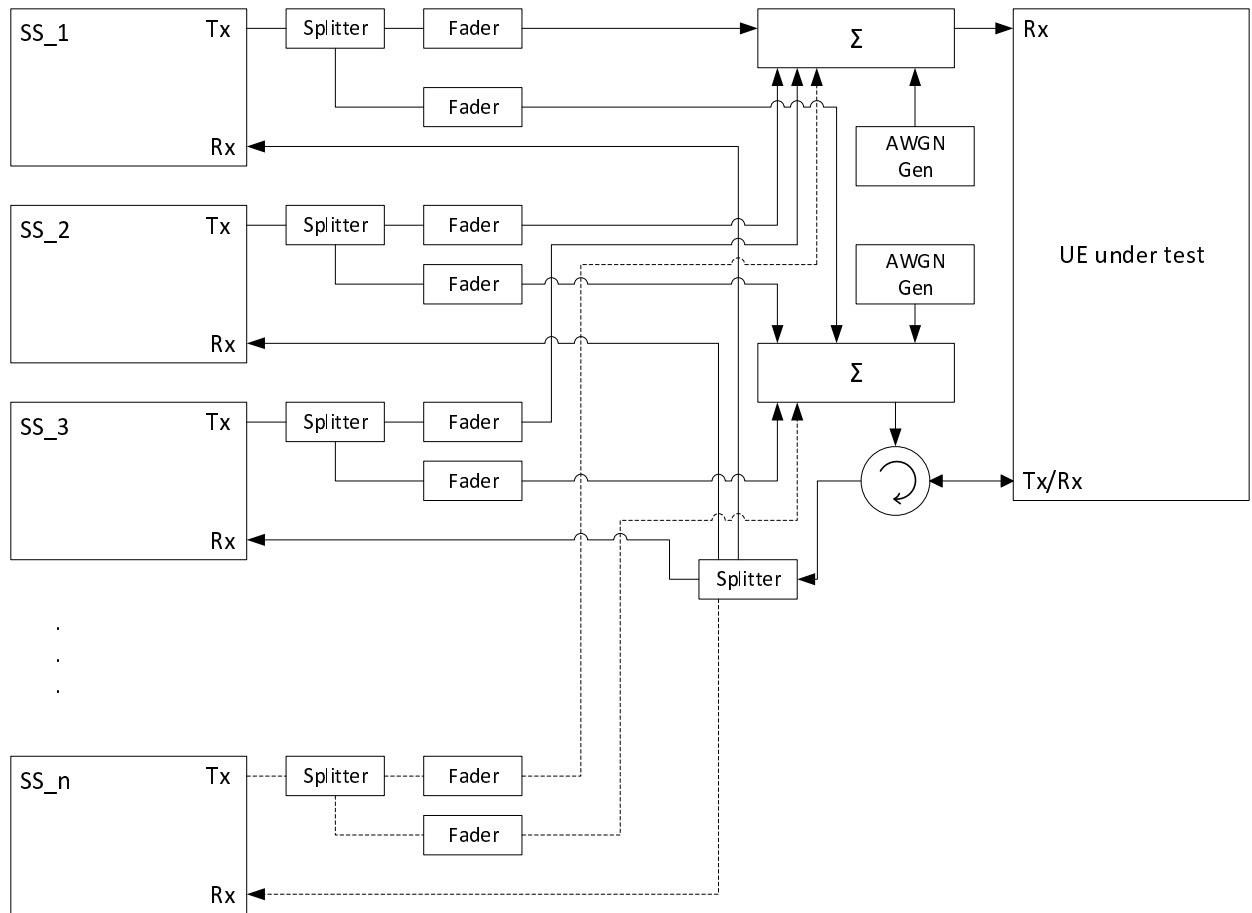 SS_1
Tx
Splitter
Fader
Σ
Rx
Fader
Rx
AWGN
Gen
SS_2
Tx
Splitter
Fader
UE under test
AWGN
Gen
Fader
Rx
Σ
SS_3
Tx
Splitter
Fader
Fader
Tx/Rx
Rx
Splitter
.
.
.
SS_n
Tx
Splitter
Fader
Fader
Rx